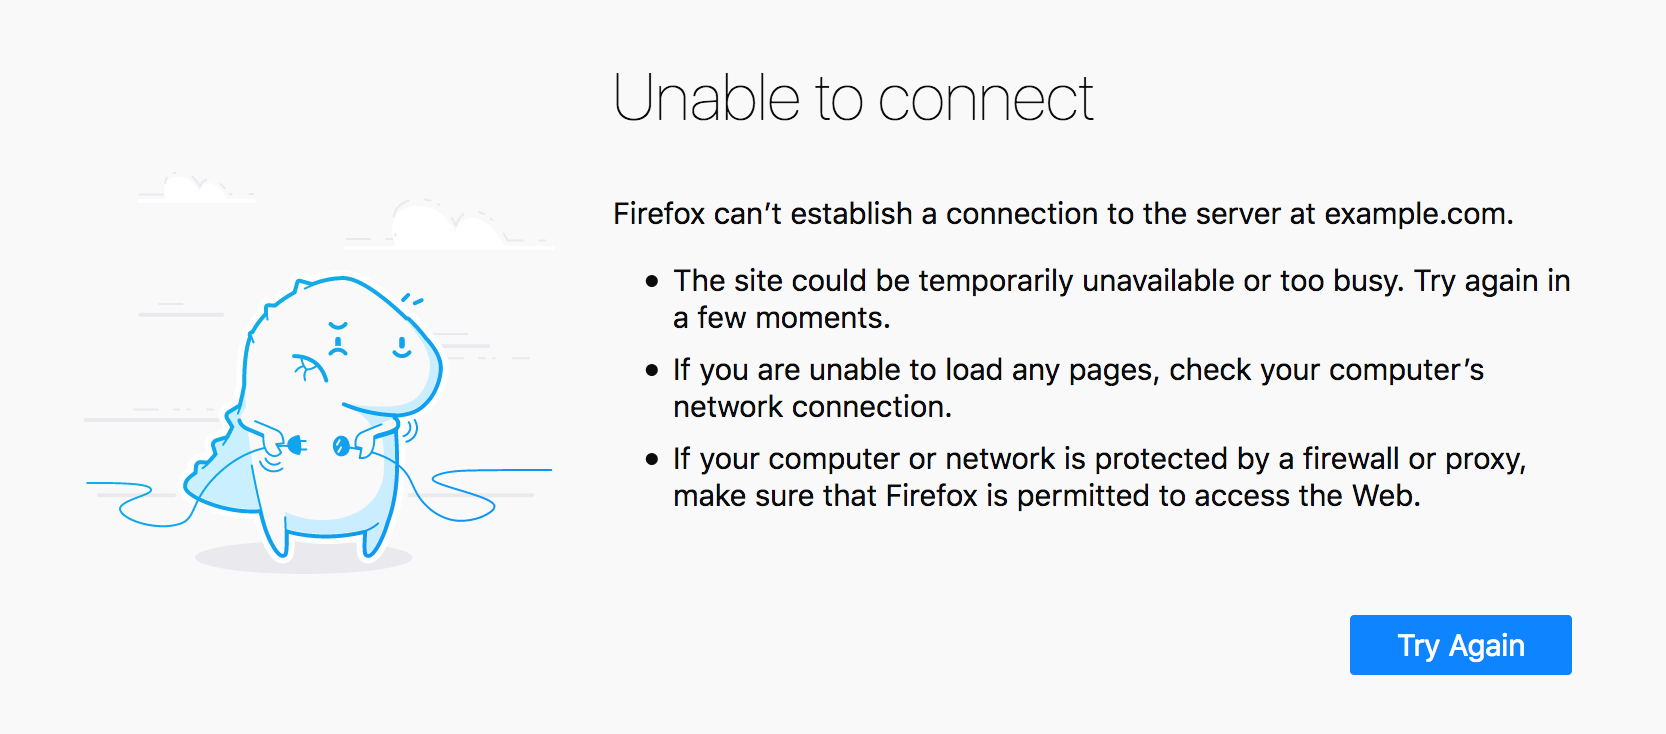 Unable to connect
Firefox can’t establish a connection to the server at example.com.
• The site could be temporarily unavailable or too busy. Try again in
a few moments.
• If you are unable to load any pages, check your computer’s
network connection.
• If your computer or network is protected by a firewall or proxy,
make sure that Firefox is permitted to access the Web.
Try Again